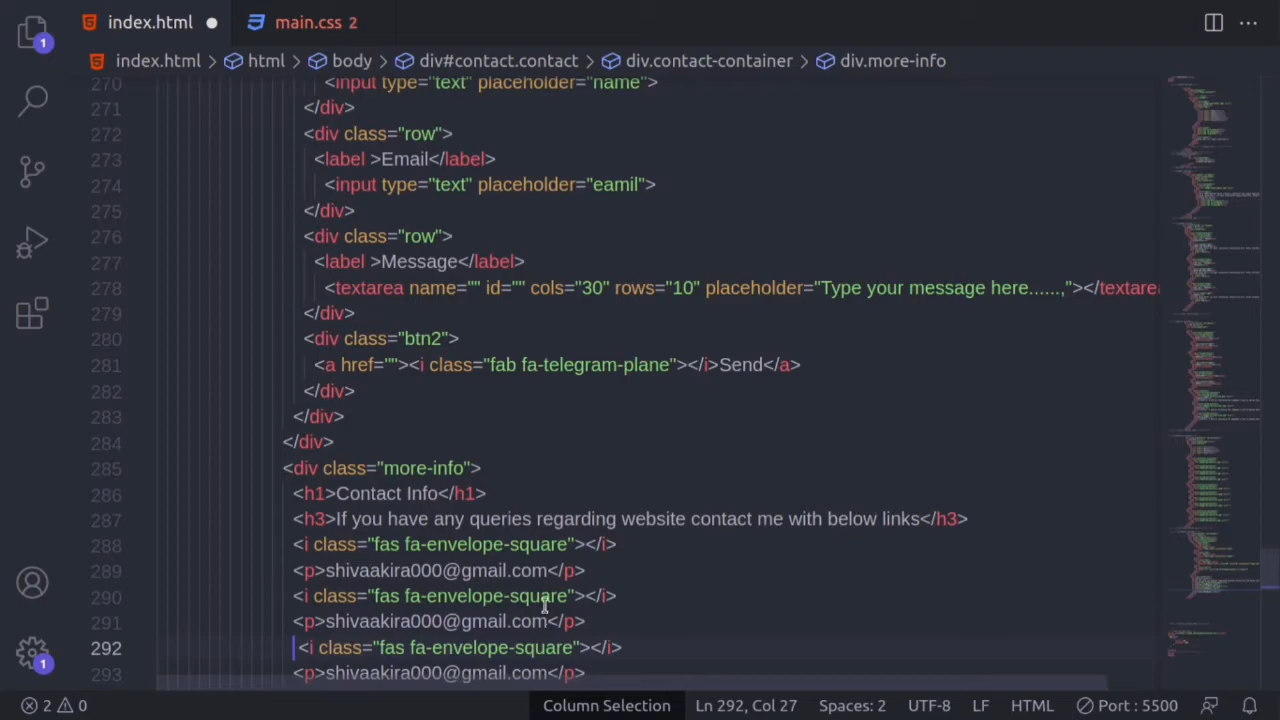 index.html ● main.css 2
index.html > html > body > div#contact.contact > div.contact-container > div.more-info
270 <input type="text" placeholder="name">
271 </div>
272 <div class="row">
273 <label >Email</label>
274 <input type="text" placeholder="eamil">
275 </div>
276 <div class="row">
277 <label >Message</label>
278 <textarea name="" id="" cols="30" rows="10" placeholder="Type your message here......,"></textarea
279 </div>
280 <div class="btn2">
281 <a href=""><i class="fab fa-telegram-plane"></i>Send</a>
282 </div>
283 </div>
284 </div>
285 <div class="more-info">
286 <h1>Contact Info</h1>
287 <h3>If you have any queries regarding website contact me with below links</h3>
288 <i class="fas fa-envelope-square"></i>
289 <p>shivaakira000@gmail.com</p>
290 <i class="fas fa-envelope-square"></i>
291 <p>shivaakira000@gmail.com</p>
292 <i class="fas fa-envelope-square"></i>
293 <p>shivaakira000@gmail.com</p>
1
1
2 0 Column Selection Ln 292, Col 27 Spaces: 2 UTF-8 LF HTML Port : 5500